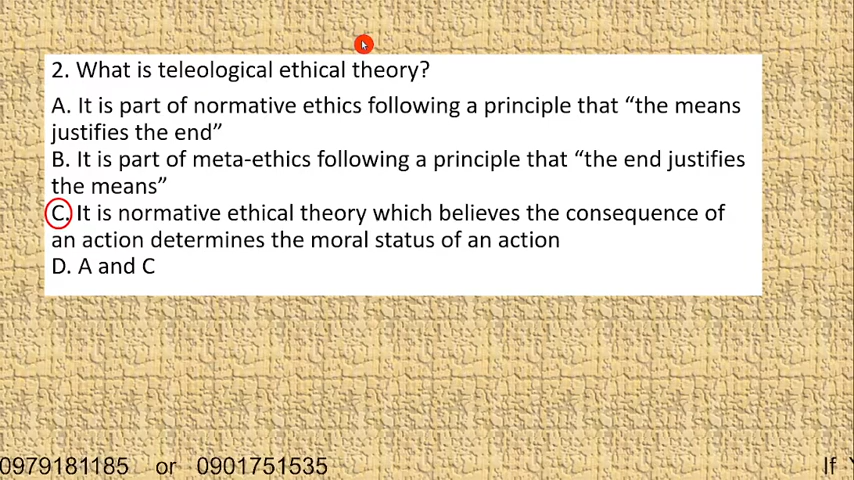 2. What is teleological ethical theory?
A. It is part of normative ethics following a principle that “the means
justifies the end”
B. It is part of meta-ethics following a principle that “the end justifies
the means”
C. It is normative ethical theory which believes the consequence of
an action determines the moral status of an action
D. A and C
0979181185 or 0901751535 If